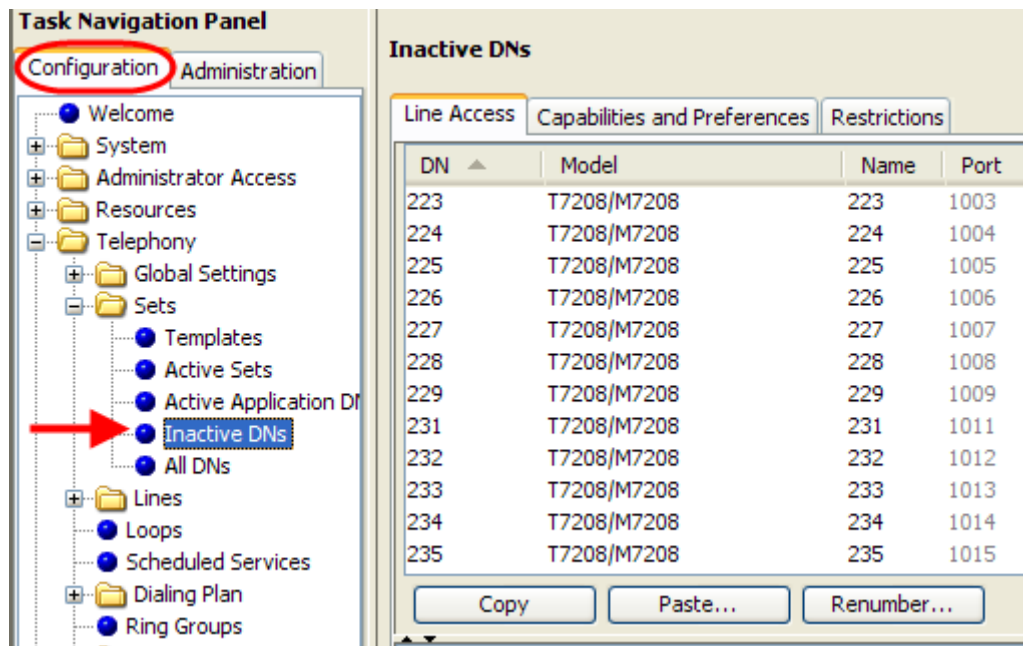 Task Navigation Panel
Configuration Administration
Welcome
System
Administrator Access
Resources
Telephony
Global Settings
Sets
Templates
Active Sets
Active Application
Inactive DNs
All DNs
Lines
Loops
Scheduled Services
Dialing Plan
Ring Groups
Inactive DNs
Line Access Capabilities and Preferences Restrictions
DN Model Name Port
223 T7208/M7208 223 1003
224 T7208/M7208 224 1004
225 T7208/M7208 225 1005
226 T7208/M7208 226 1006
227 T7208/M7208 227 1007
228 T7208/M7208 228 1008
229 T7208/M7208 229 1009
231 T7208/M7208 231 1011
232 T7208/M7208 232 1012
233 T7208/M7208 233 1013
234 T7208/M7208 234 1014
235 T7208/M7208 235 1015
Copy Paste... Renumber...